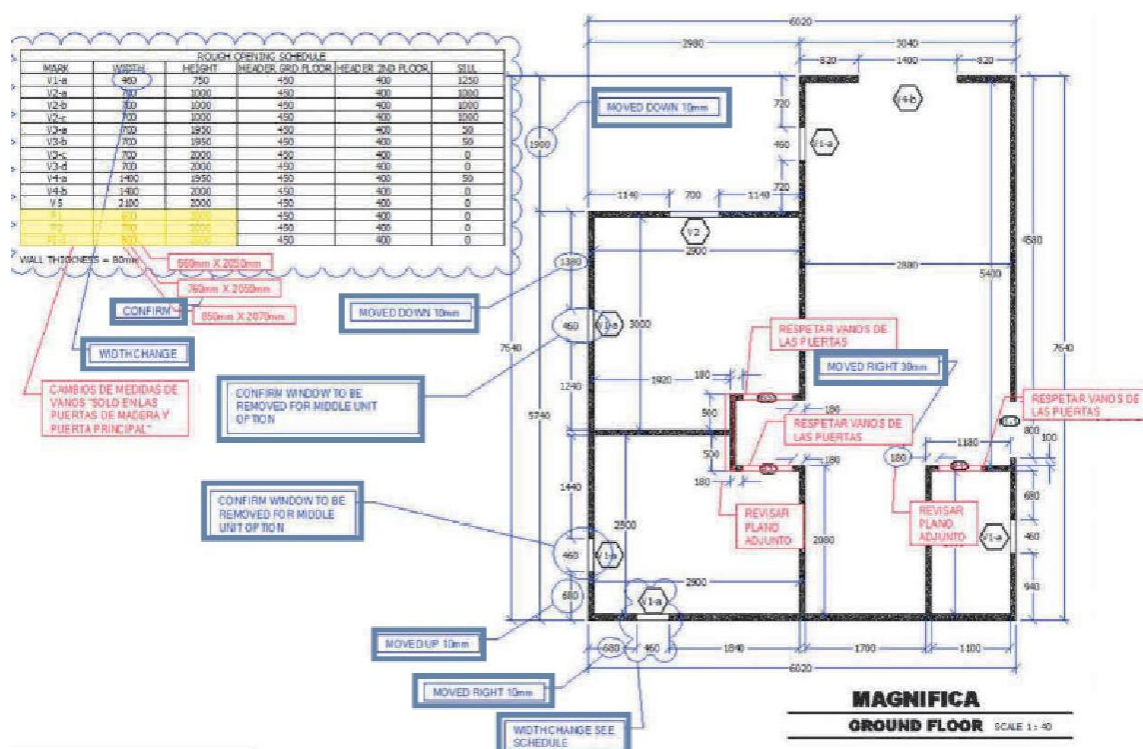 ROUGH OPENING SCHEDULE
MARK WIDTH HEIGHT HEADER GRD FLOOR HEADER 2ND FLOOR SILL
V1-a 460 750 450 400 1250
V2-a 700 1000 450 400 1000
V2-b 700 1000 450 400 1000
V2-c 700 1000 450 400 1000
V3-a 700 1950 450 400 50
V3-b 700 1950 450 400 50
V3-c 700 2000 450 400 0
V3-d 700 2000 450 400 0
V4-a 1400 1950 450 400 50
V4-b 1400 2000 450 400 0
V5 2100 2000 450 400 0
P1 450 400 0
P2 450 400 0
450 400 0
WALL THICKNESS = 80mm
660mm X 2050mm
760mm X 2050mm
850mm X 2070mm
CONFIRM
WIDTH CHANGE
CAMBIOS DE MEDIDAS DE
VANOS "SOLO EN LAS
PUERTAS DE MADERA Y
PUERTA PRINCIPAL"
6020
2980 3040
820 1400 820
MOVED DOWN 10mm
1900
720
460
720
V4-b
V1-a
1140 700 1140
V2
2900
1380
MOVED DOWN 10mm
460
V1-a
3000
2880
5400
4580
7640
7640
5740
1240
CONFIRM WINDOW TO BE
REMOVED FOR MIDDLE UNIT
OPTION
1920
180
RESPETAR VANOS DE
LAS PUERTAS
MOVED RIGHT 30mm
RESPETAR VANOS DE
LAS PUERTAS
500
180
RESPETAR VANOS DE
LAS PUERTAS
800
100
1180
500
180
180
180
1440
CONFIRM WINDOW TO BE
REMOVED FOR MIDDLE
UNIT OPTION
2500
REVISAR
PLANO
ADJUNTO
REVISAR
PLANO
ADJUNTO
680
460
940
V1-a
2080
460
V1-a
680
2900
V1-a
MOVED UP 10mm
680 460 1840 1700 1100
6020
MOVED RIGHT 10mm
WIDTH CHANGE SEE
SCHEDULE
MAGNIFICA
GROUND FLOOR SCALE 1: 40